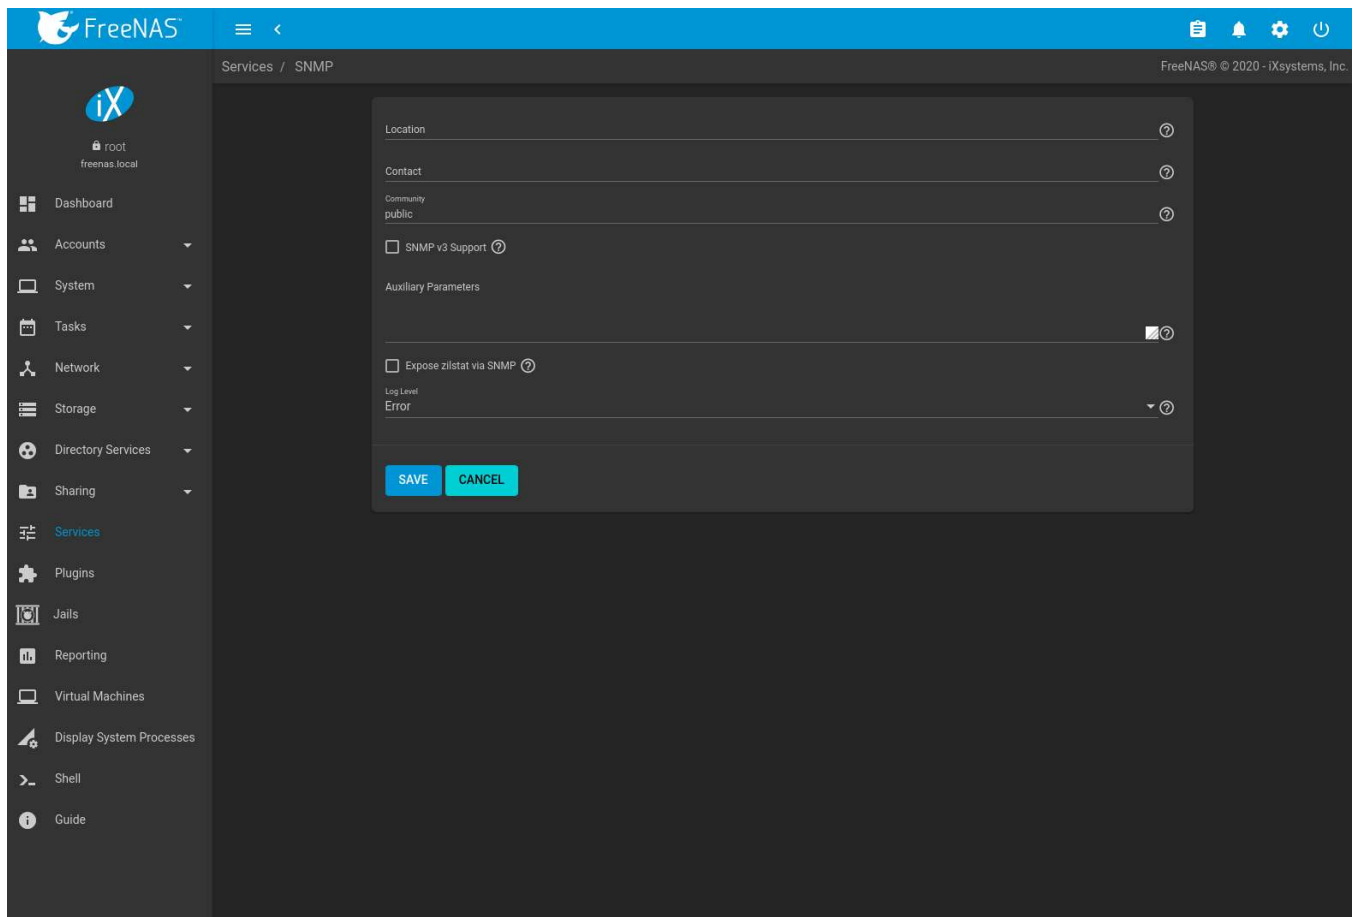 FreeNAS™
Services / SNMP
FreeNAS® © 2020 - iXsystems, Inc.
iX
root
freenas.local
Dashboard
Accounts
System
Tasks
Network
Storage
Directory Services
Sharing
Services
Plugins
Jails
Reporting
Virtual Machines
Display System Processes
Shell
Guide
Location
Contact
Community
public
SNMP v3 Support
Auxiliary Parameters
Expose zilstat via SNMP
Log Level
Error
SAVE
CANCEL